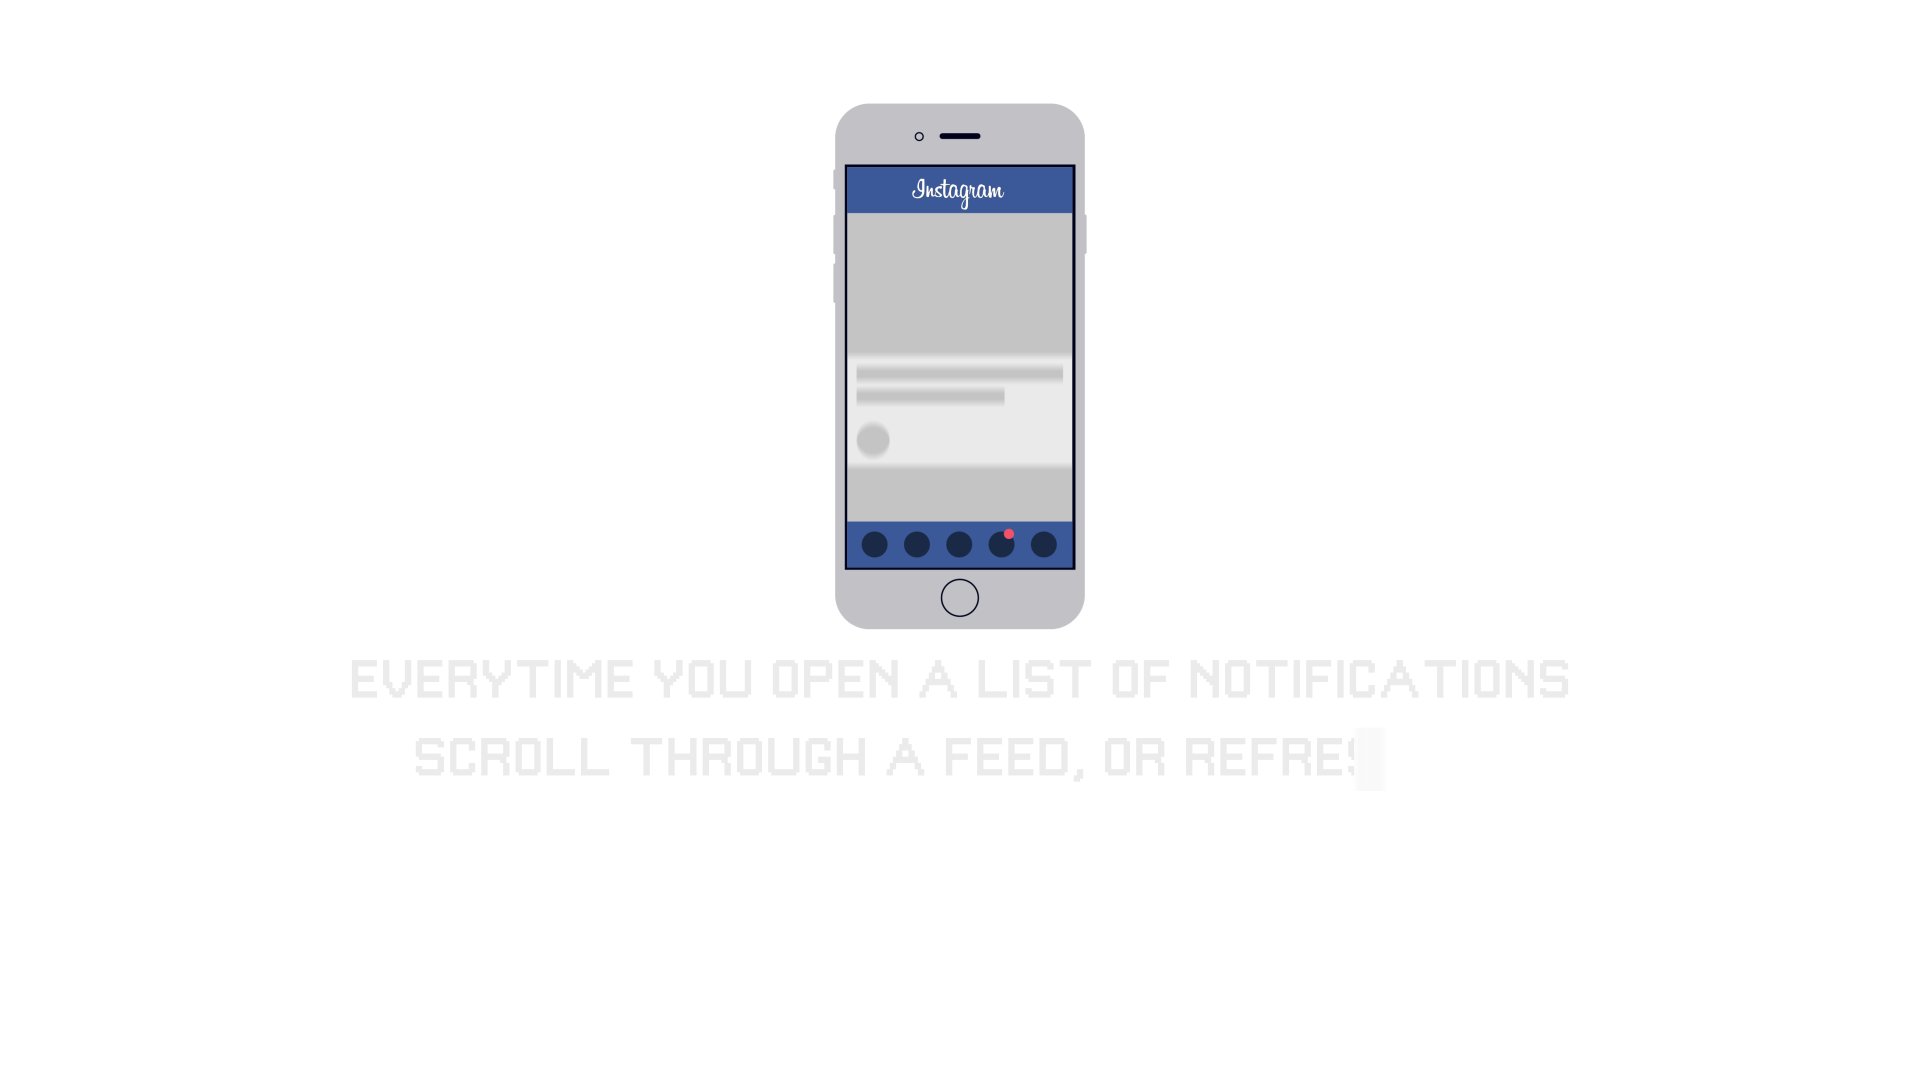 Instagram
EVERYTIME YOU OPEN A LIST OF NOTIFICATIONS
SCROLL THROUGH A FEED, OR REFRES